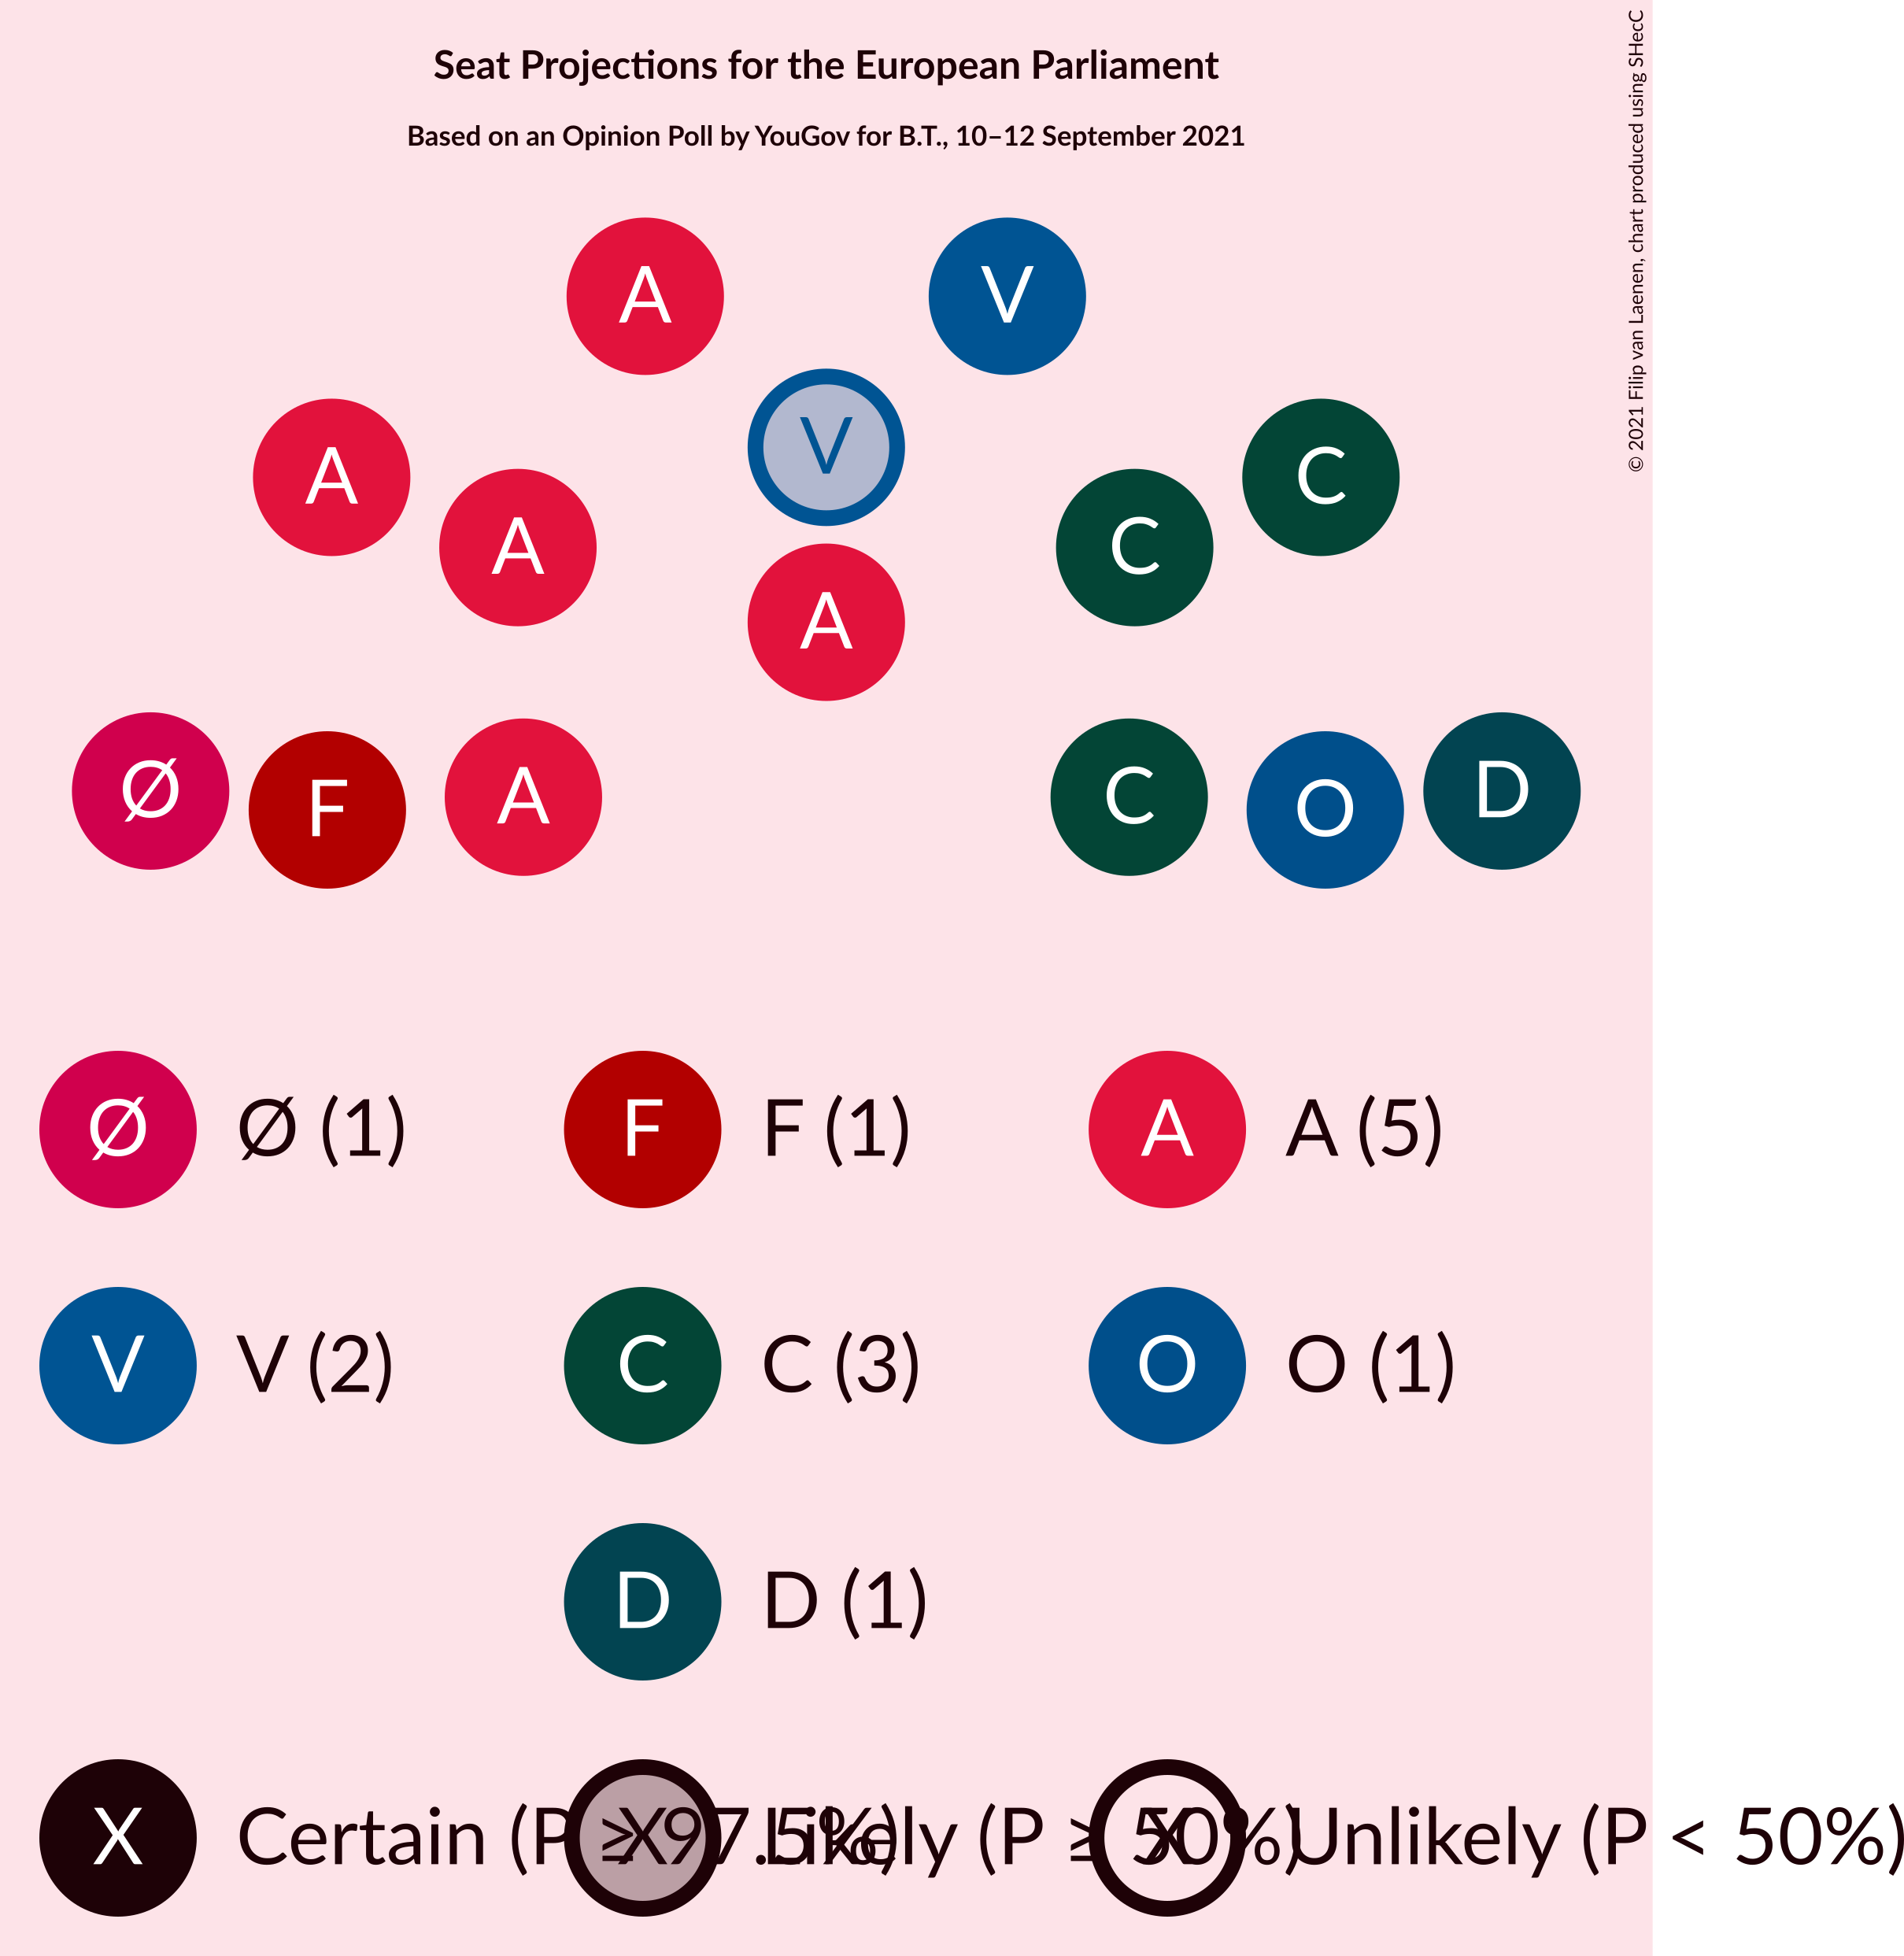 Seat Projections for the European Parliament
Based on an Opinion Poll by YouGov for B.T., 10–12 September 2021
© 2021 Filip van Laenen, chart produced using SHecC
A
V
V
A
C
A
C
A
Ø
F
A
C
O
D
Ø Ø (1)
F F (1)
A A (5)
V V (2)
C C (3)
O O (1)
D D (1)
X Certain (P ≥ 97.5%)
X Likely (P ≥ 50%)
X Unlikely (P < 50%)